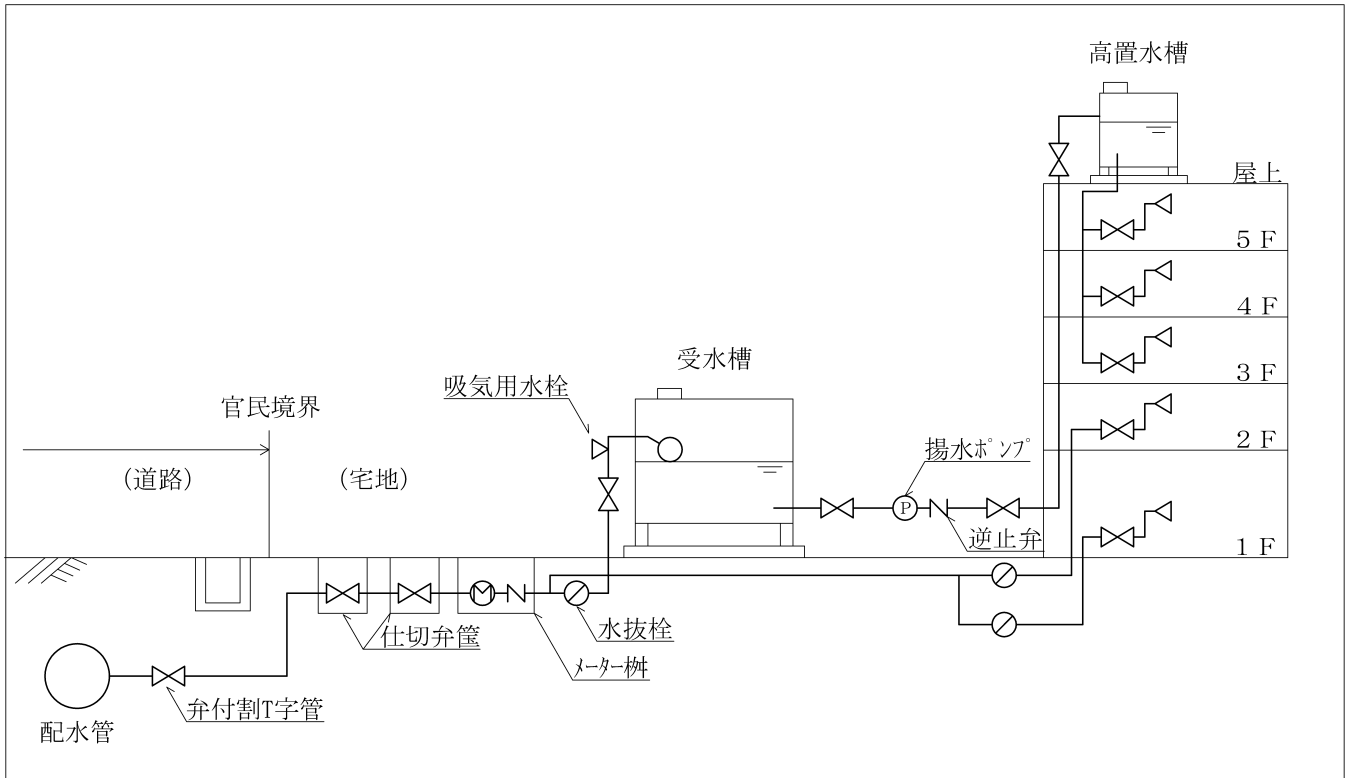 高置水槽
屋上
5 F
4 F
受水槽
3 F
吸気用水栓
官民境界
2 F
揚水ポンプ
(道路)
(宅地)
P
逆止弁
1 F
M
水抜栓
仕切弁筺
メーター桝
弁付割T字管
配水管